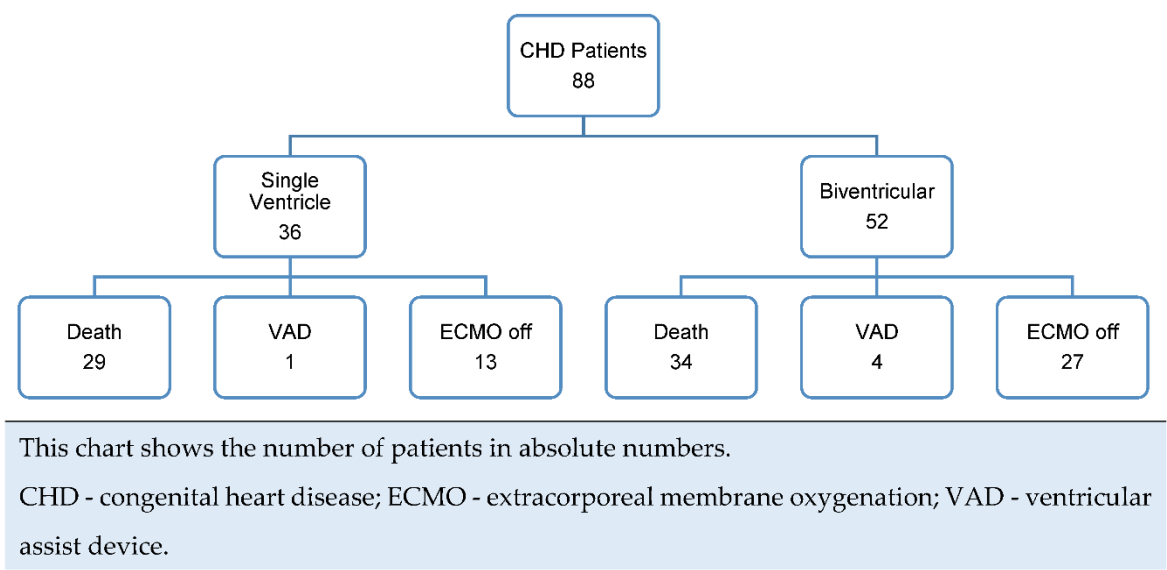 CHD Patients
88
Single
Ventricle
36
Biventricular
52
Death
29
VAD
1
ECMO off
13
Death
34
VAD
4
ECMO off
27
This chart shows the number of patients in absolute numbers.
CHD - congenital heart disease; ECMO - extracorporeal membrane oxygenation; VAD - ventricular
assist device.